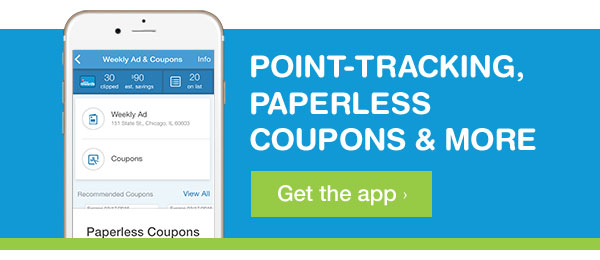 Weekly Ad & Coupons Info
30 $90 20
clipped est. savings on list
Weekly Ad
151 State St., Chicago, IL 60603
Coupons
Recommended Coupons View All
Paperless Coupons
POINT-TRACKING,
PAPERLESS
COUPONS & MORE
Get the app ›